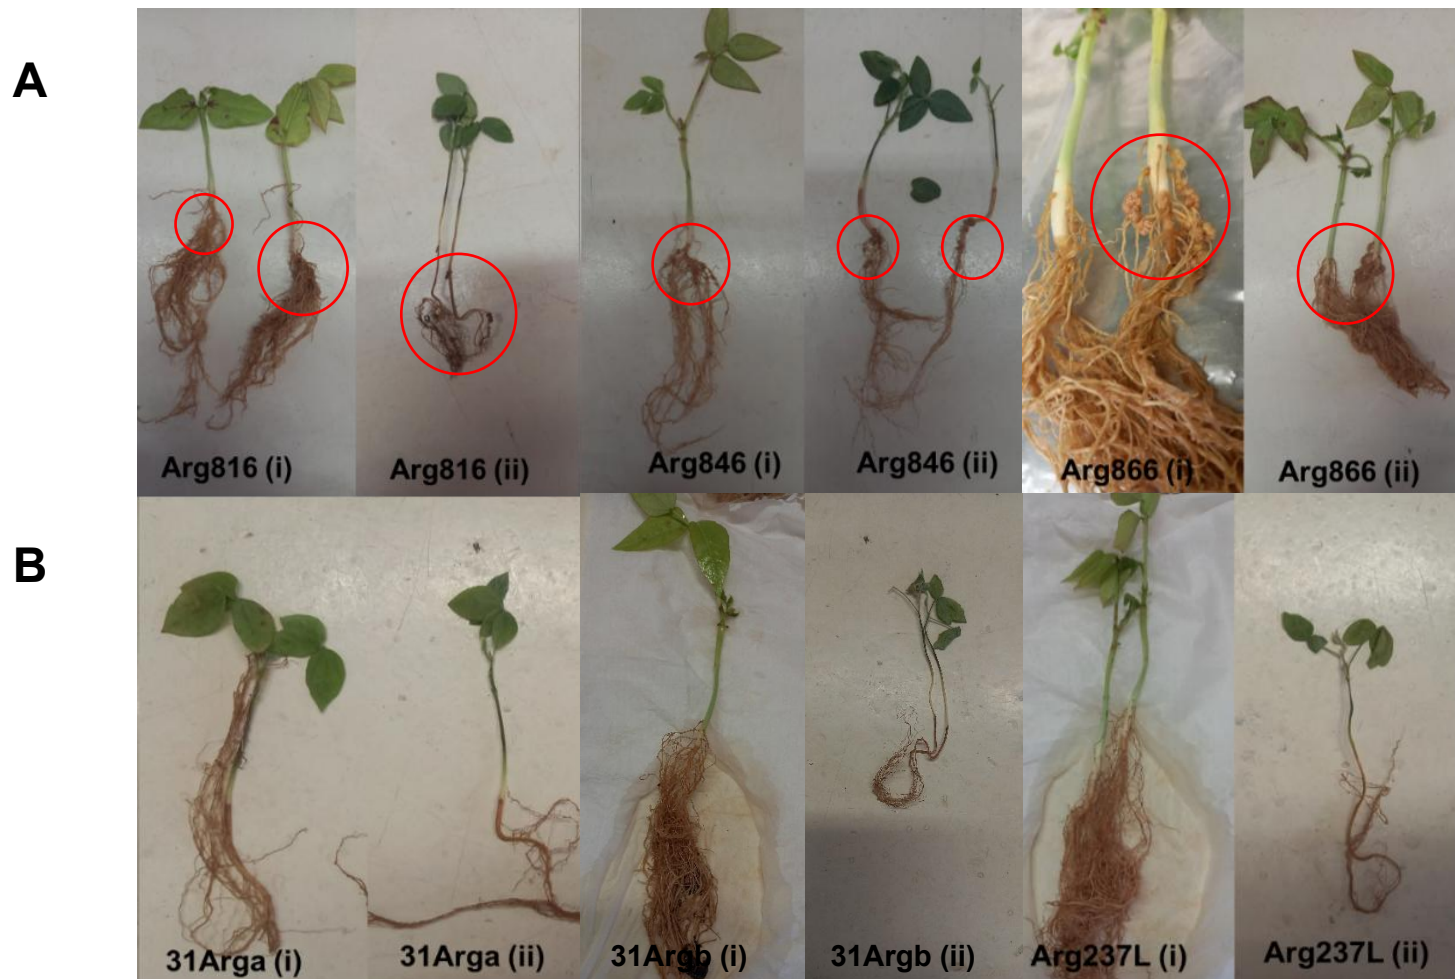 A
Arg816 (i)
Arg816 (ii)
Arg846 (i)
Arg846 (ii)
Arg866 (i)
Arg866 (ii)
B
31Arga (i)
31Arga (ii)
31Argb (i)
31Argb (ii)
Arg237L (i)
Arg237L (ii)